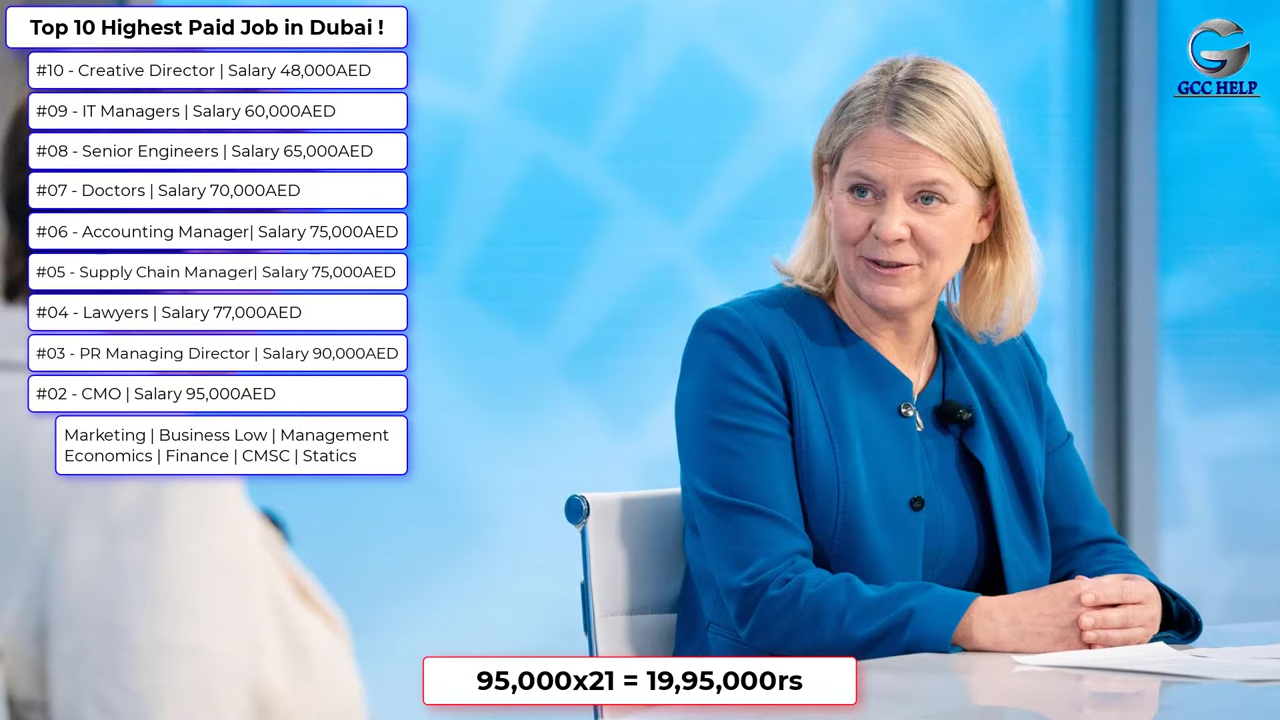 Top 10 Highest Paid Job in Dubai !
#10 - Creative Director | Salary 48,000AED
#09 - IT Managers | Salary 60,000AED
#08 - Senior Engineers | Salary 65,000AED
#07 - Doctors | Salary 70,000AED
#06 - Accounting Manager| Salary 75,000AED
#05 - Supply Chain Manager| Salary 75,000AED
#04 - Lawyers | Salary 77,000AED
#03 - PR Managing Director | Salary 90,000AED
#02 - CMO | Salary 95,000AED
Marketing | Business Low | Management
Economics | Finance | CMSC | Statics
GCC HELP
95,000x21 = 19,95,000rs